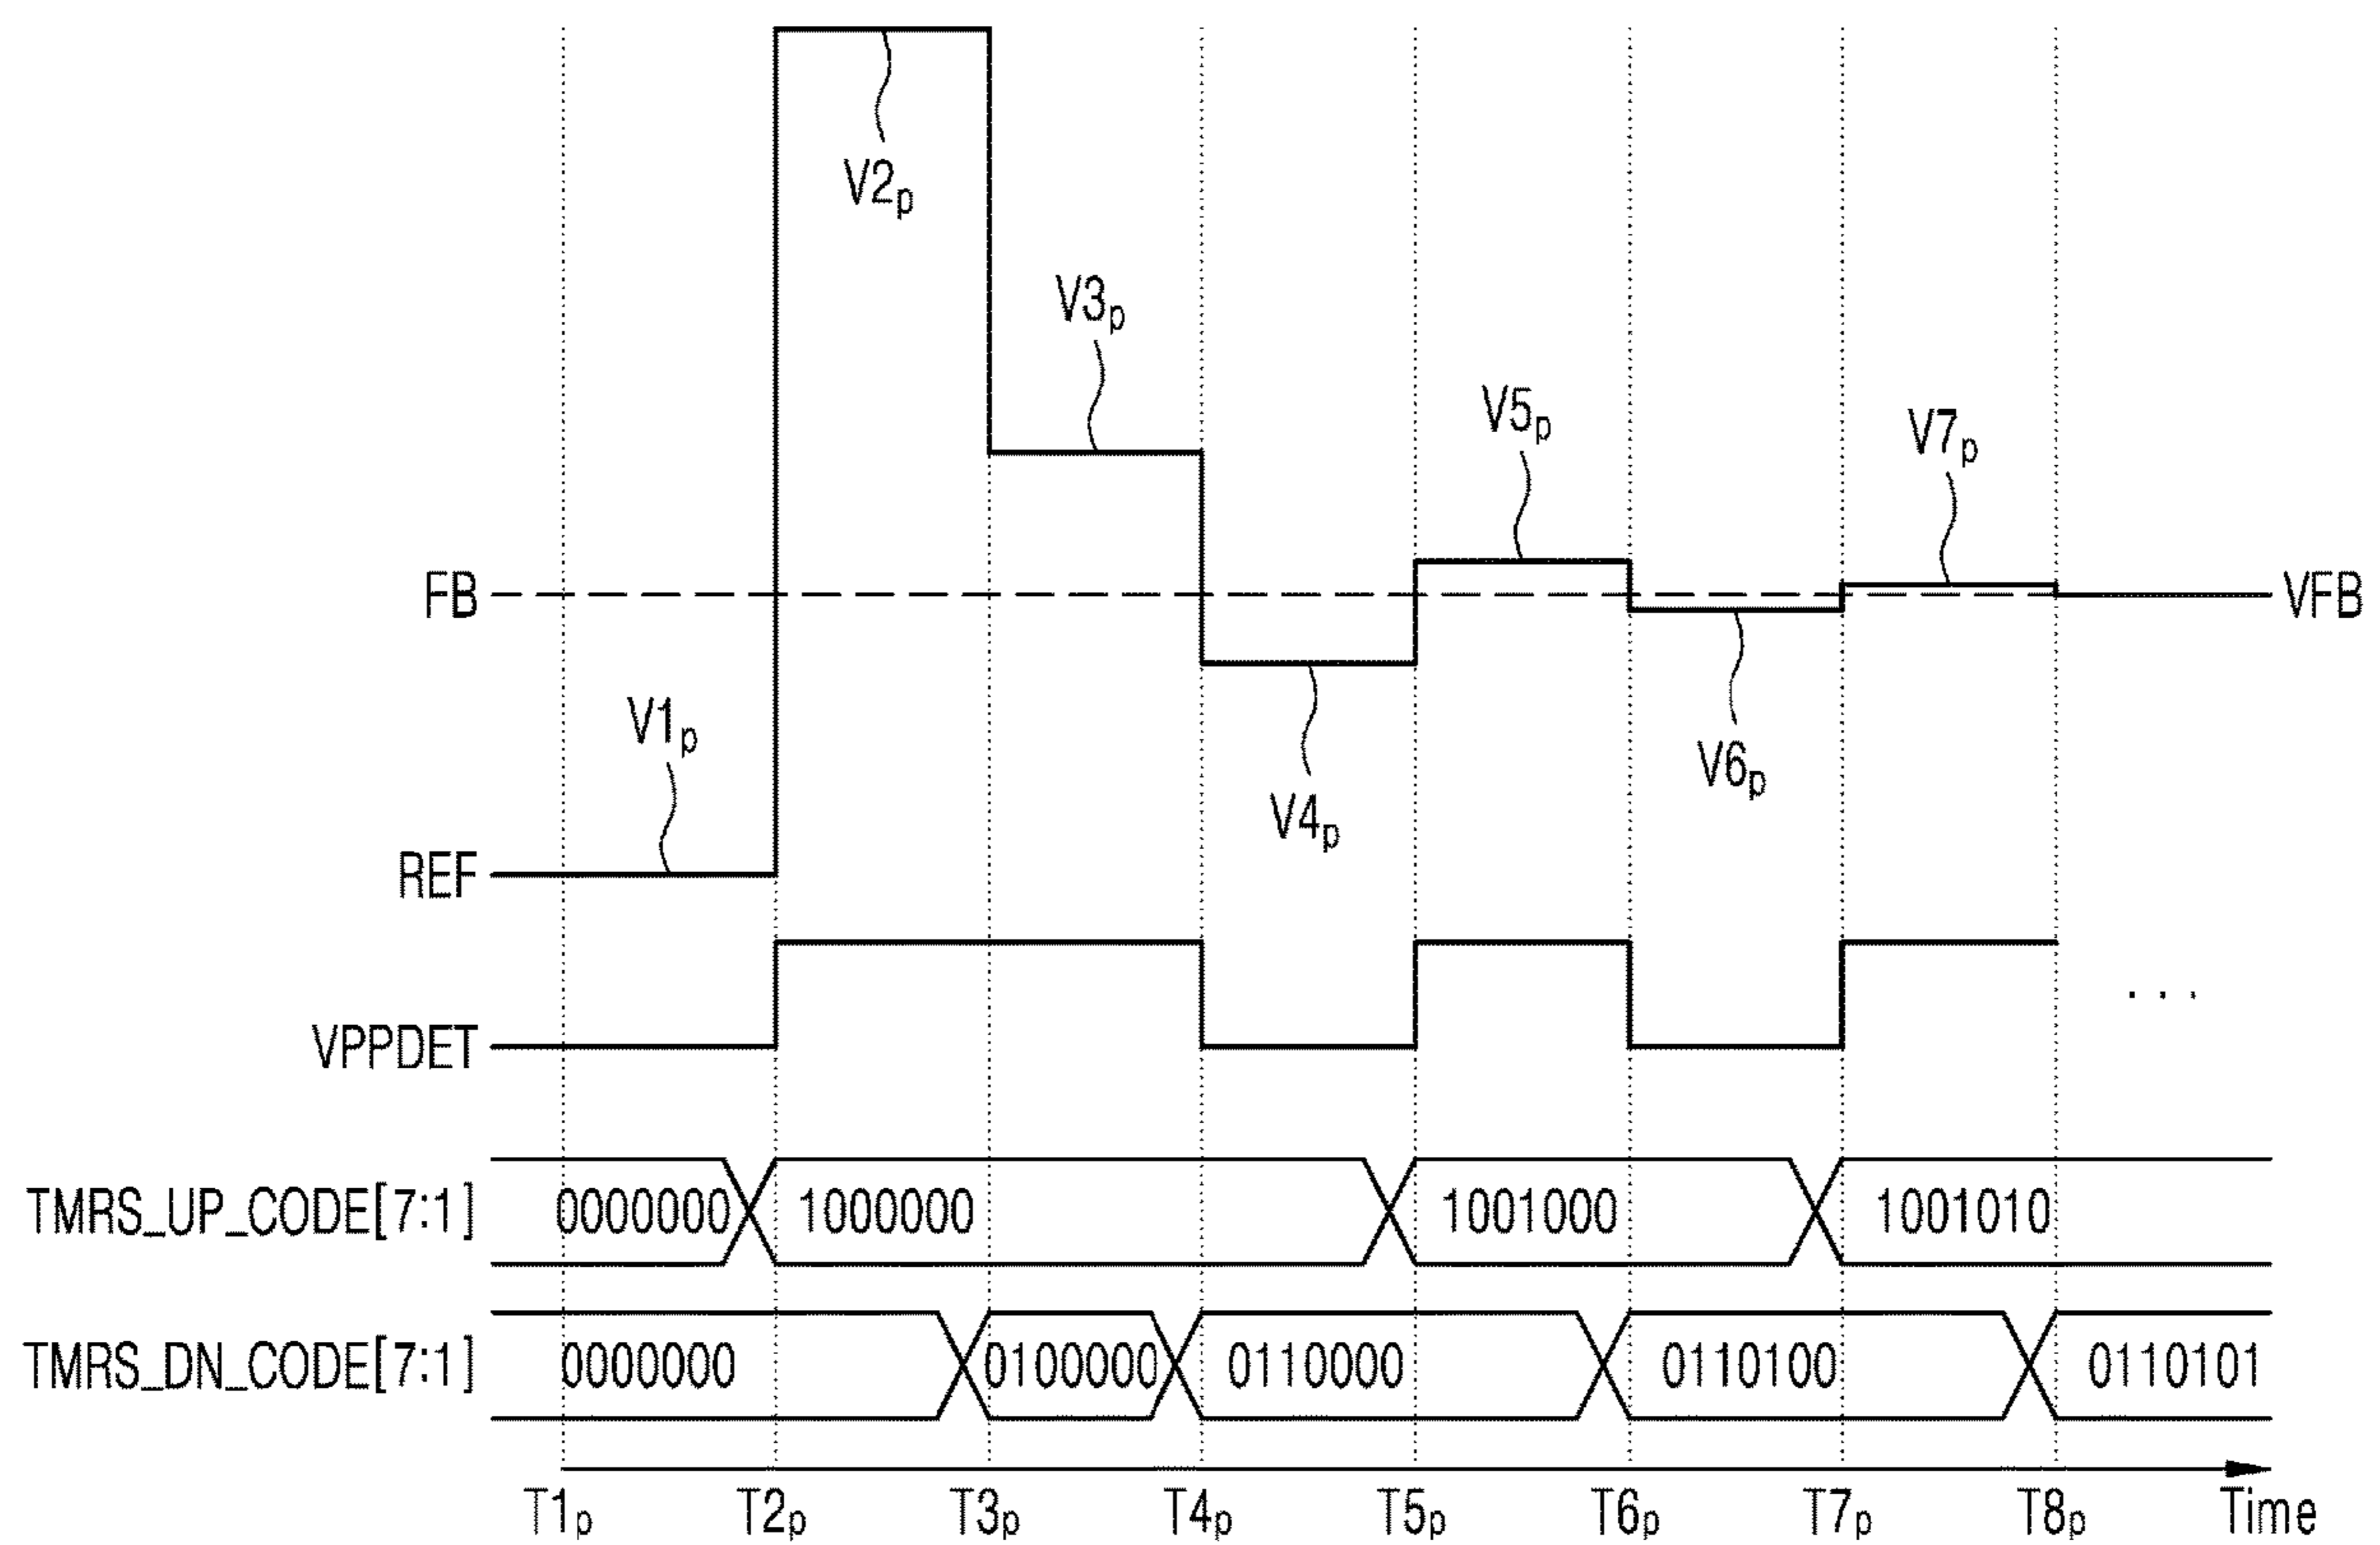 V2p
V3p
V5p
V7p
FB
VFB
V1p
V6p
V4p
REF
VPPDET
. . .
TMRS_UP_CODE[7:1] 0000000 1000000 1001000 1001010
TMRS_DN_CODE[7:1] 0000000 0100000 0110000 0110100 0110101
T1p T2p T3p T4p T5p T6p T7p T8p Time